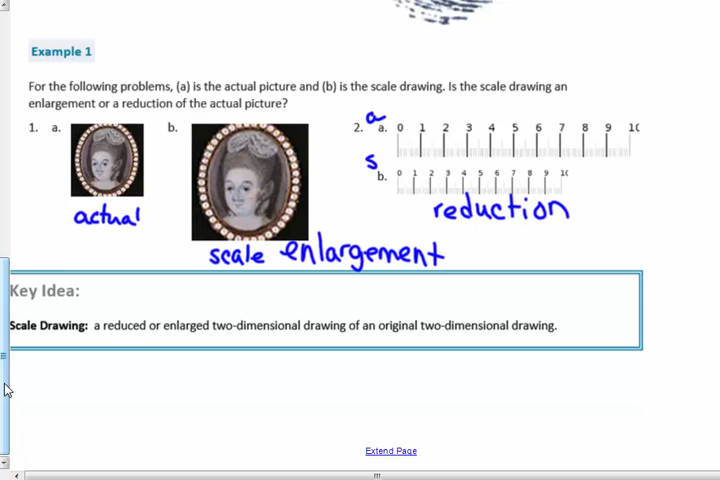 Example 1
For the following problems, (a) is the actual picture and (b) is the scale drawing. Is the scale drawing an
enlargement or a reduction of the actual picture?
1. a. b. 2. a a. 0 1 2 3 4 5 6 7 8 9 10
s b. 0 1 2 3 4 5 6 7 8 9 10
actual reduction
scale enlargement
Key Idea:
Scale Drawing: a reduced or enlarged two-dimensional drawing of an original two-dimensional drawing.
Extend Page